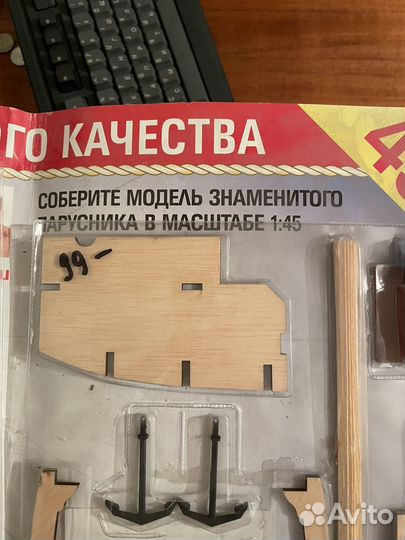 ГО КАЧЕСТВА
СОБЕРИТЕ МОДЕЛЬ ЗНАМЕНИТОГО
ПАРУСНИКА В МАСШТАБЕ 1:45
99-
Avito